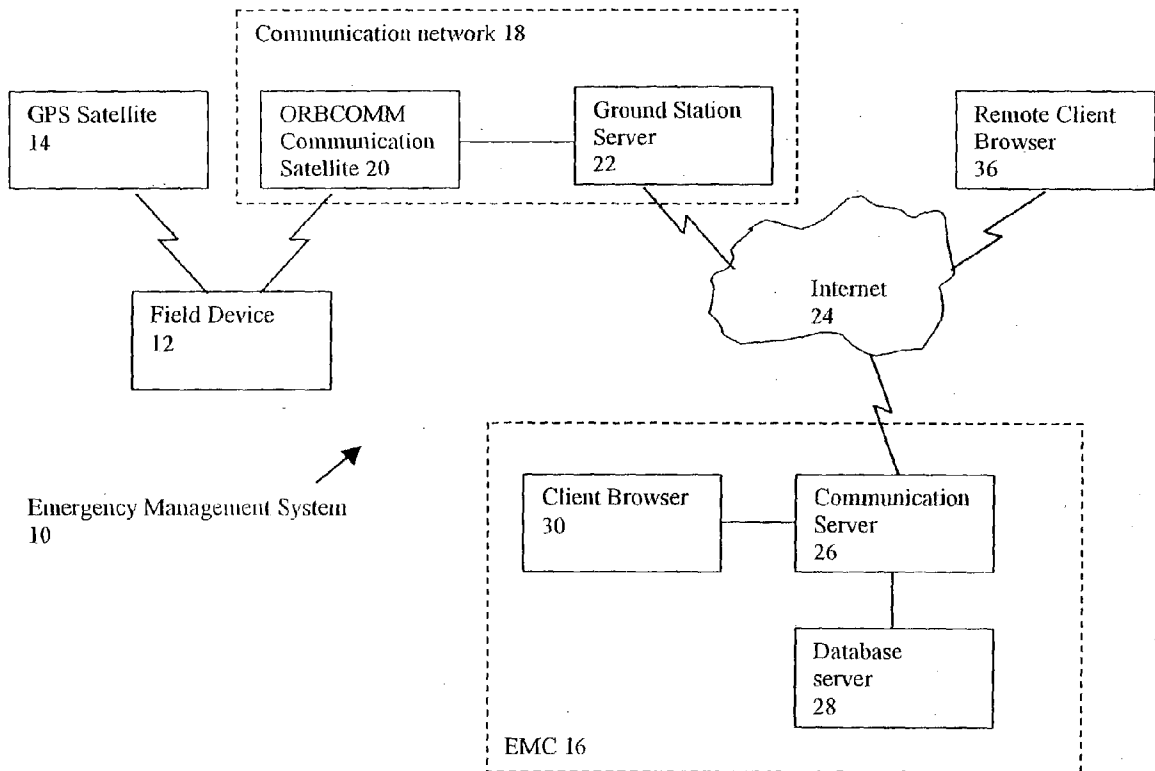 Communication network 18
GPS Satellite
14
ORBCOMM
Communication
Satellite 20
Ground Station
Server
22
Remote Client
Browser
36
Field Device
12
Internet
24
Emergency Management System
10
Client Browser
30
Communication
Server
26
Database
server
28
EMC 16